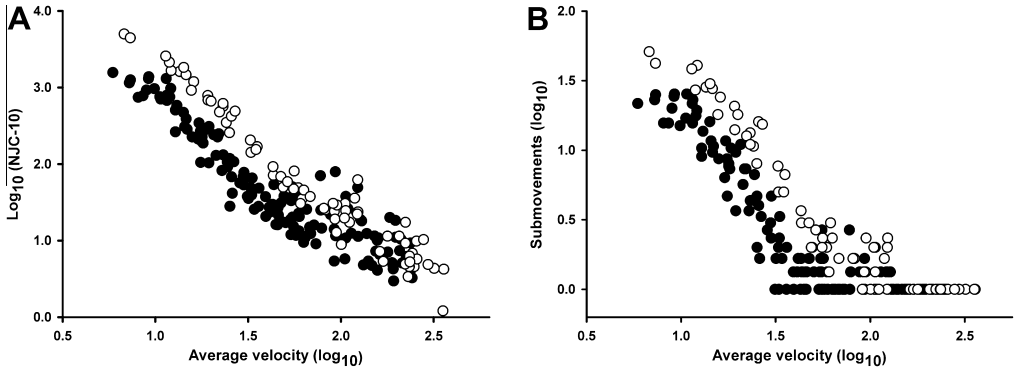 A
Log10 (NJC-10)
4.0
3.0
2.0
1.0
0.0
0.5 1.0 1.5 2.0 2.5
Average velocity (log10)
B
Submovements (log10)
2.0
1.5
1.0
0.5
0.0
0.5 1.0 1.5 2.0 2.5
Average velocity (log10)